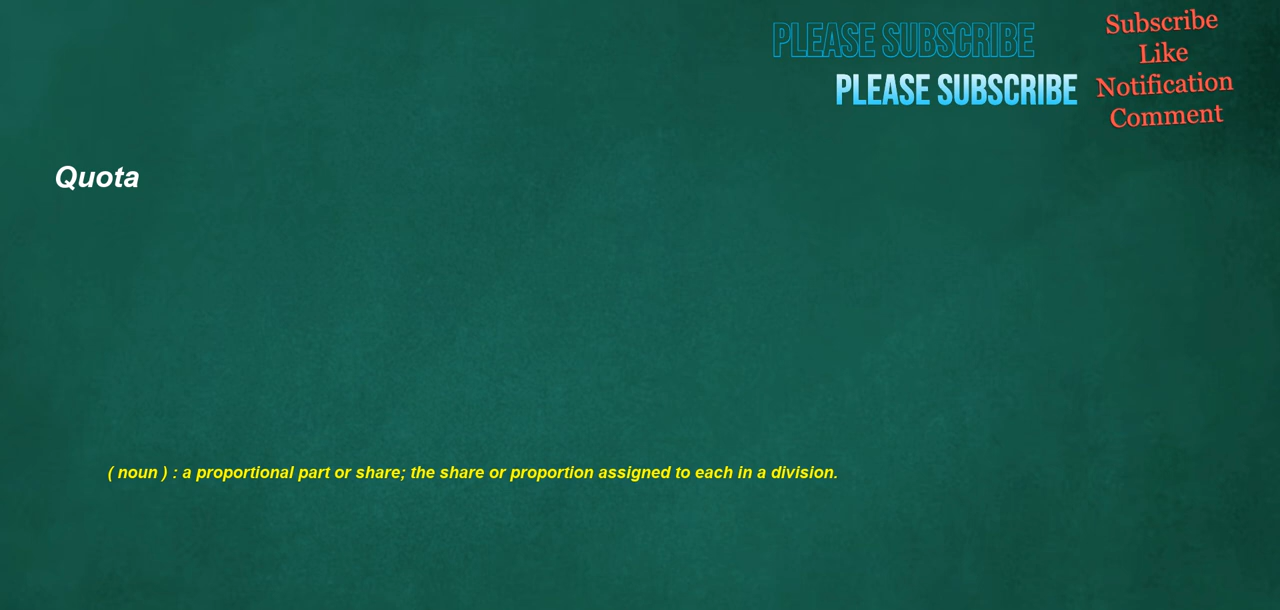 PLEASE SUBSCRIBE
PLEASE SUBSCRIBE
Subscribe
Like
Notification
Comment
Quota
( noun ) : a proportional part or share; the share or proportion assigned to each in a division.